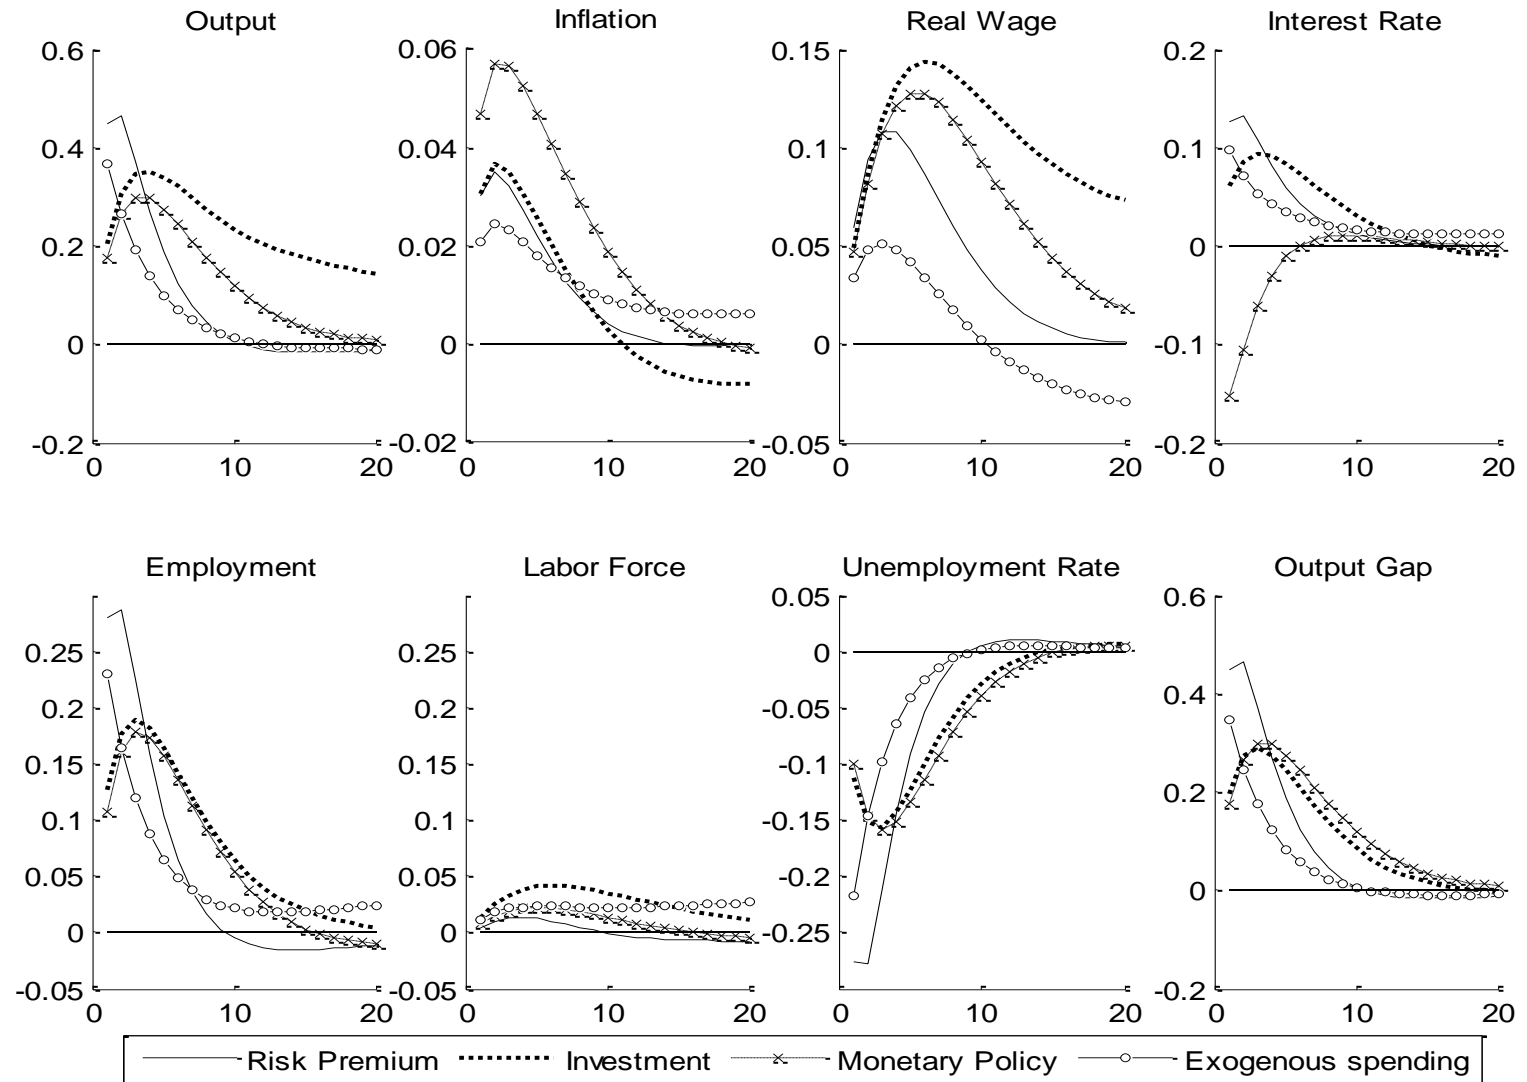 Output Inflation Real Wage Interest Rate
0.6 0.06 0.15 0.2
0.4 0.04 0.1 0.1
0.2 0.02 0.05 0
0 0 0 -0.1
-0.2 -0.02 -0.05 -0.2
0 10 20 0 10 20 0 10 20 0 10 20
Employment Labor Force Unemployment Rate Output Gap
0.05 0.6
0.25 0.25 0
0.2 0.2 -0.05 0.4
0.15 0.15 -0.1
0.1 0.1 -0.15 0.2
0.05 0.05 -0.2
0 0 -0.25 0
-0.05 -0.05 -0.2
0 10 20 0 10 20 0 10 20 0 10 20
Risk Premium Investment Monetary Policy Exogenous spending